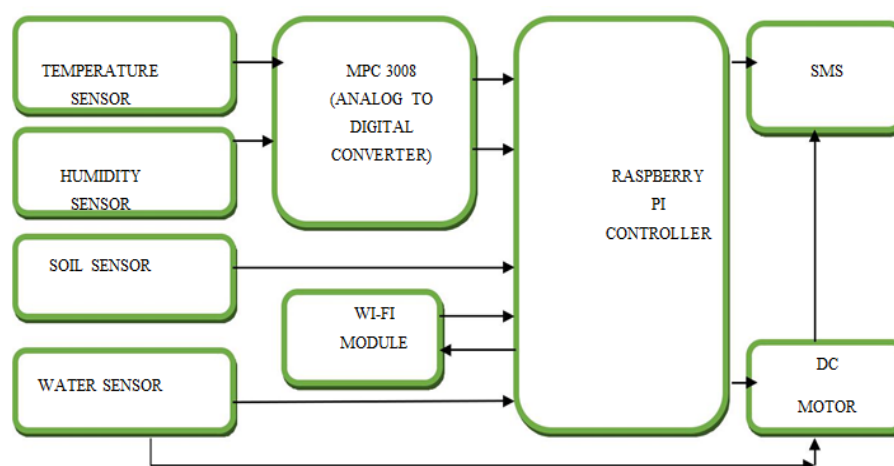 TEMPERATURE
SENSOR
MPC 3008
(ANALOG TO
DIGITAL
CONVERTER)
SMS
HUMIDITY
SENSOR
RASPBERRY
PI
CONTROLLER
SOIL SENSOR
WI-FI
MODULE
WATER SENSOR
DC
MOTOR